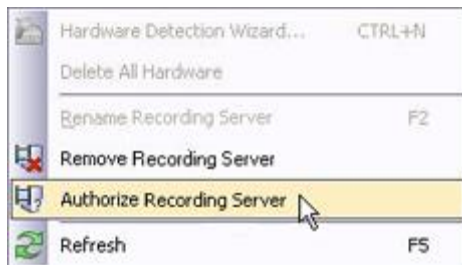 Hardware Detection Wizard... CTRL+N
Delete All Hardware
Rename Recording Server F2
Remove Recording Server
Authorize Recording Server
Refresh F5